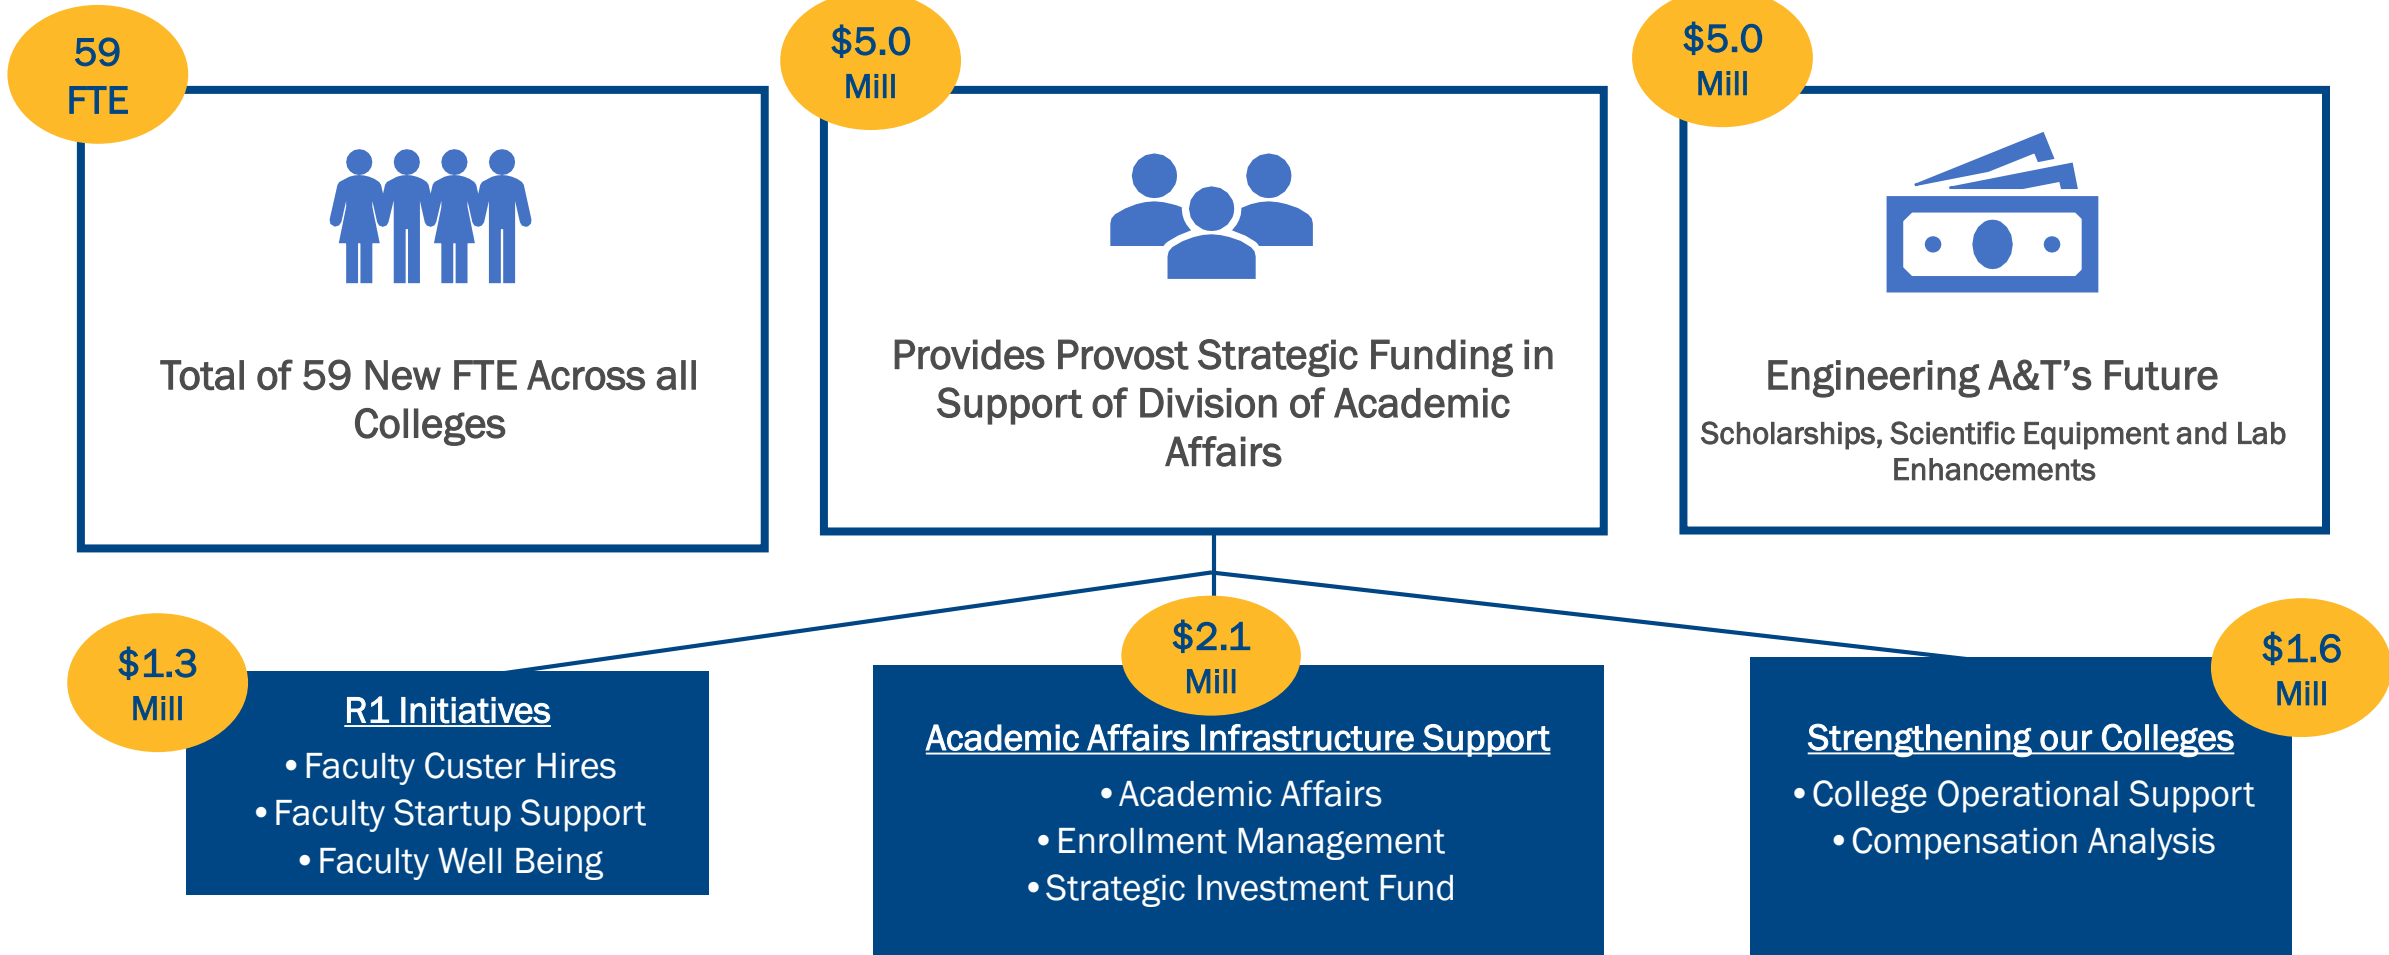 59
FTE
Total of 59 New FTE Across all
Colleges
$5.0
Mill
Provides Provost Strategic Funding in
Support of Division of Academic
Affairs
$5.0
Mill
Engineering A&T’s Future
Scholarships, Scientific Equipment and Lab
Enhancements
$1.3
Mill
R1 Initiatives
•Faculty Custer Hires
•Faculty Startup Support
•Faculty Well Being
$2.1
Mill
Academic Affairs Infrastructure Support
•Academic Affairs
•Enrollment Management
•Strategic Investment Fund
$1.6
Mill
Strengthening our Colleges
•College Operational Support
•Compensation Analysis